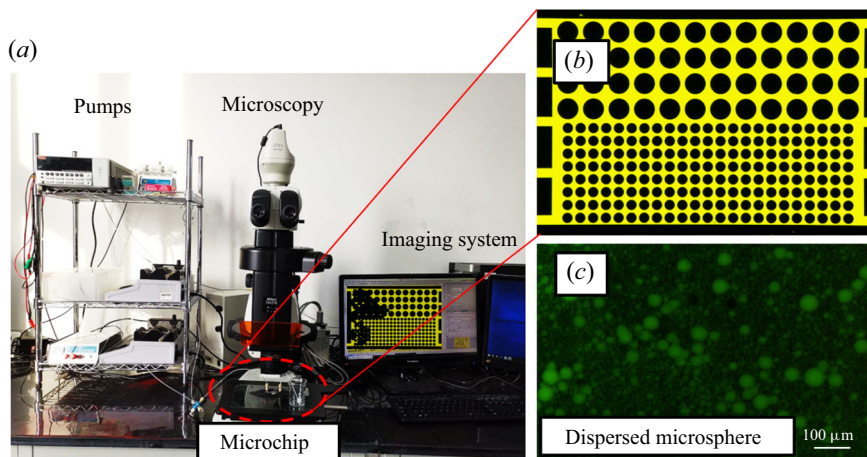 (a)
Pumps
Microscopy
Imaging system
Microchip
(b)
(c)
Dispersed microsphere
100 μm